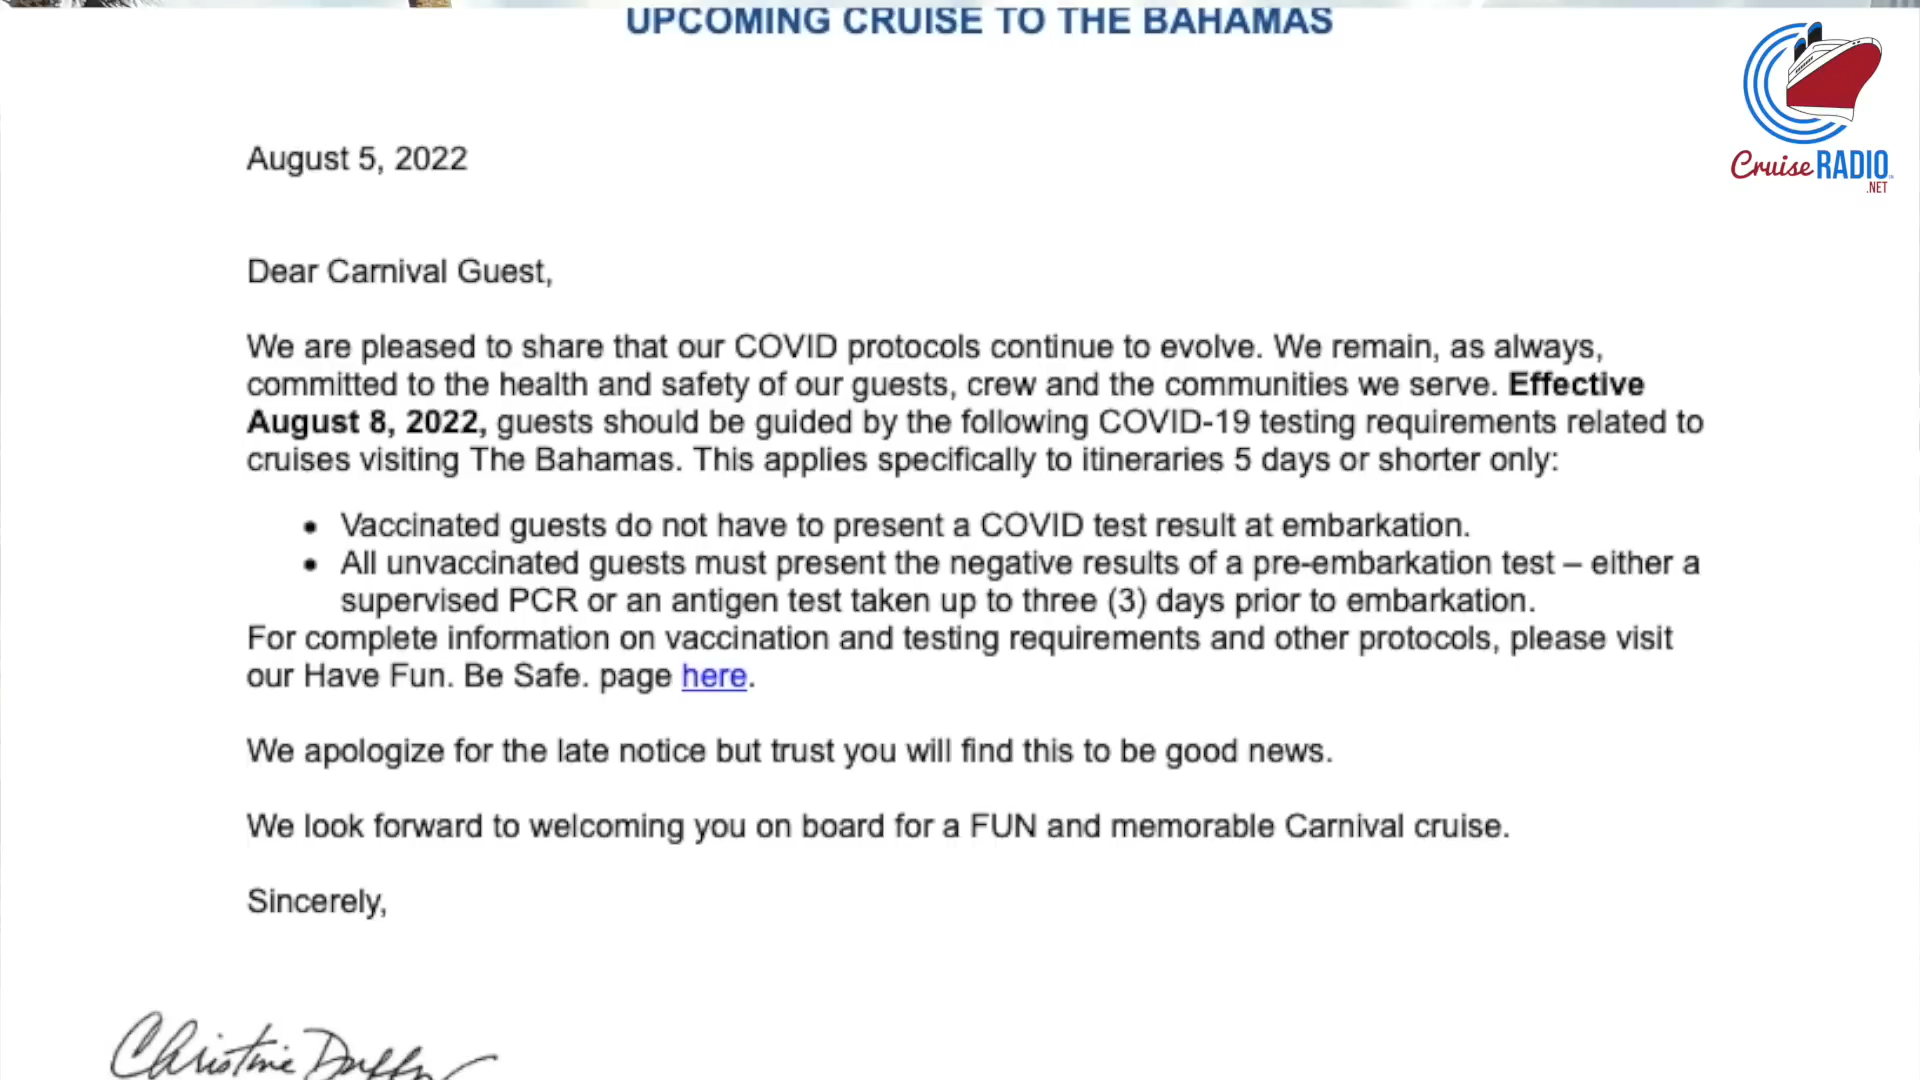 UPCOMING CRUISE TO THE BAHAMAS
Cruise RADIO
.NET
August 5, 2022
Dear Carnival Guest,
We are pleased to share that our COVID protocols continue to evolve. We remain, as always,
committed to the health and safety of our guests, crew and the communities we serve. Effective
August 8, 2022, guests should be guided by the following COVID-19 testing requirements related to
cruises visiting The Bahamas. This applies specifically to itineraries 5 days or shorter only:
• Vaccinated guests do not have to present a COVID test result at embarkation.
• All unvaccinated guests must present the negative results of a pre-embarkation test – either a
supervised PCR or an antigen test taken up to three (3) days prior to embarkation.
For complete information on vaccination and testing requirements and other protocols, please visit
our Have Fun. Be Safe. page here.
We apologize for the late notice but trust you will find this to be good news.
We look forward to welcoming you on board for a FUN and memorable Carnival cruise.
Sincerely,
Christine Duffy